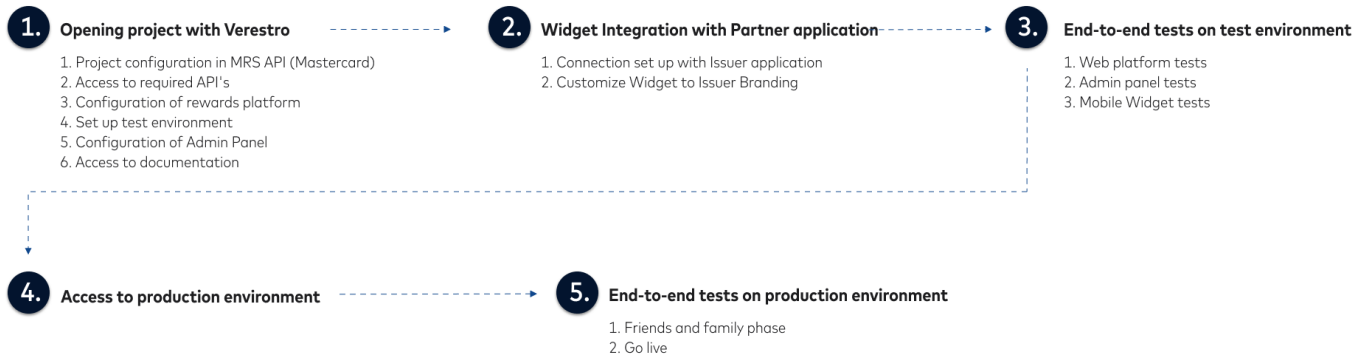 1. Opening project with Verestro
1. Project configuration in MRS API (Mastercard)
2. Access to required API's
3. Configuration of rewards platform
4. Set up test environment
5. Configuration of Admin Panel
6. Access to documentation
2. Widget Integration with Partner application
1. Connection set up with Issuer application
2. Customize Widget to Issuer Branding
3. End-to-end tests on test environment
1. Web platform tests
2. Admin panel tests
3. Mobile Widget tests
4. Access to production environment
5. End-to-end tests on production environment
1. Friends and family phase
2. Go live